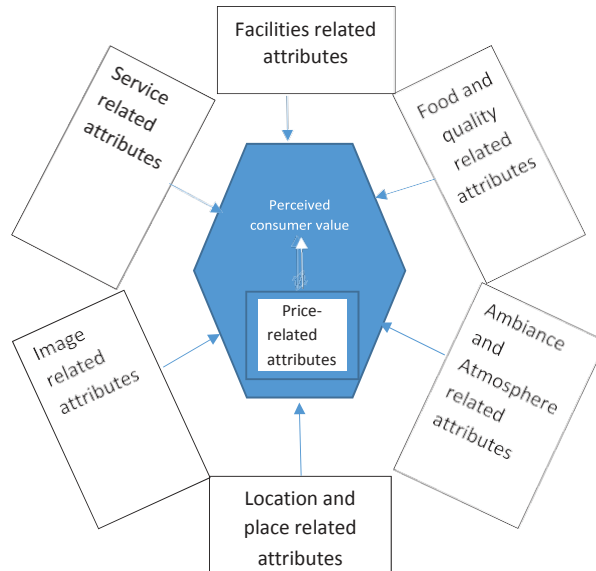 Facilities related
attributes
Service
related
attributes
Food and
quality
related
attributes
Perceived
consumer value
Price-
related
attributes
Image
related
attributes
Ambiance
and
Atmosphere
related
attributes
Location and
place related
attributes